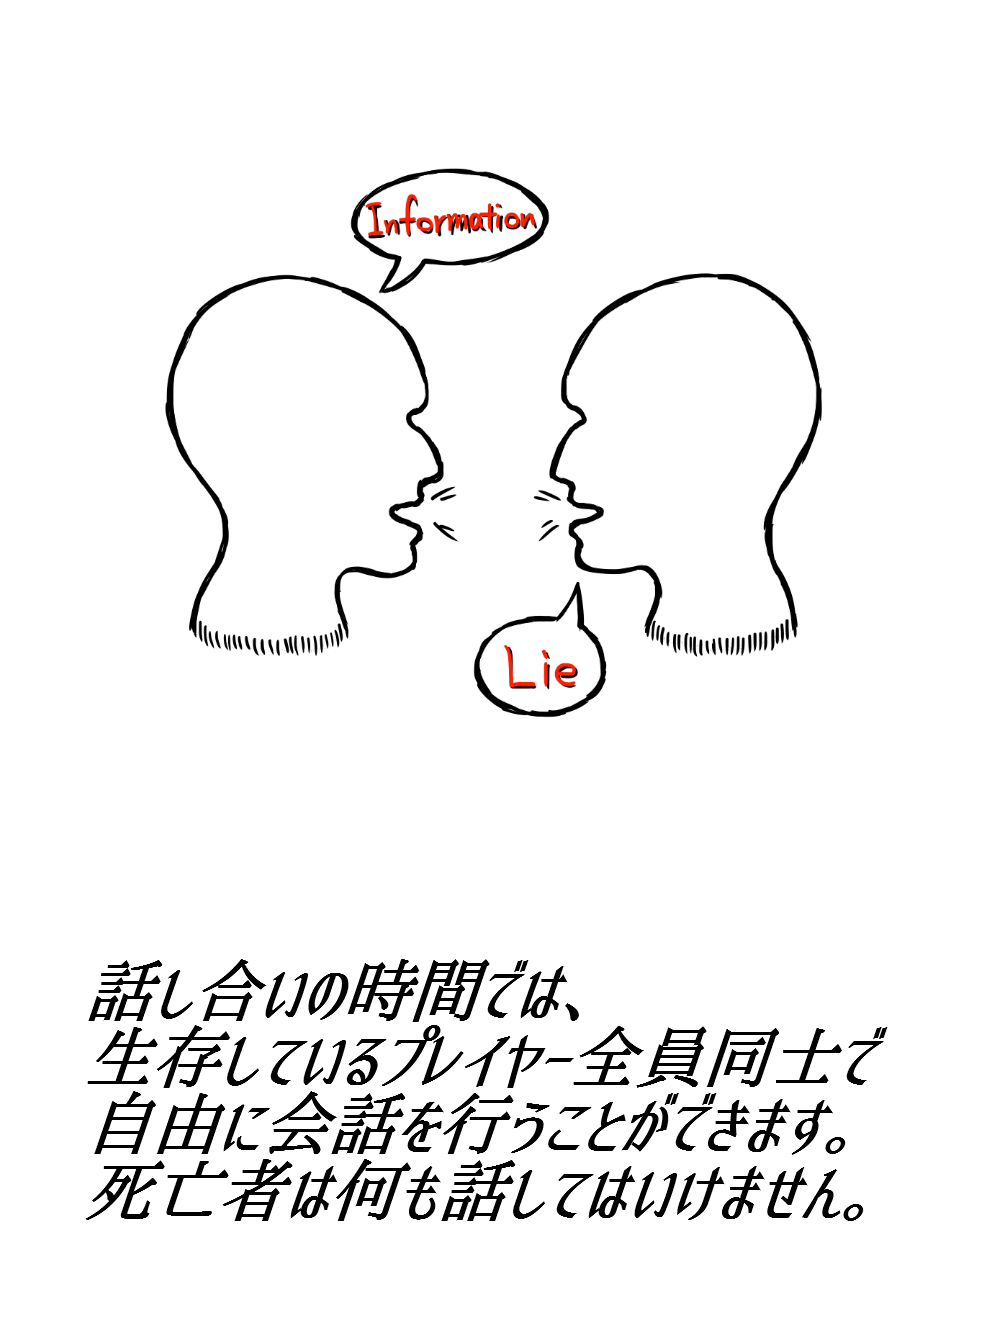 Information
Lie
話し合いの時間では、
生存しているプレイヤー全員同士で
自由に会話を行うことができます。
死亡者は何も話してはいけません。